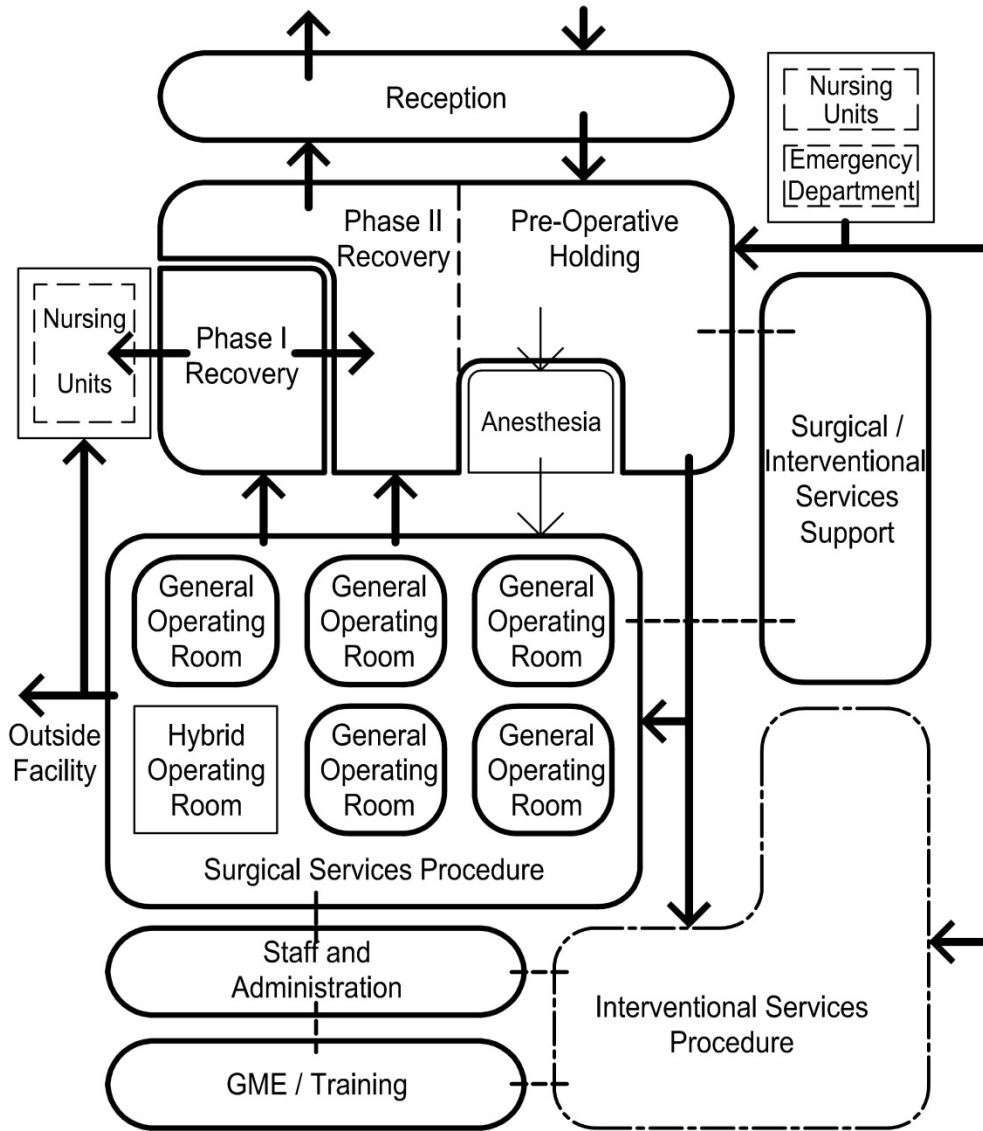 Reception
Nursing
Units
Emergency
Department
Phase II
Recovery
Pre-Operative
Holding
Nursing
Units
Phase I
Recovery
Anesthesia
Surgical /
Interventional
Services
Support
General
Operating
Room
General
Operating
Room
General
Operating
Room
Outside
Facility
Hybrid
Operating
Room
General
Operating
Room
General
Operating
Room
Surgical Services Procedure
Staff and
Administration
Interventional Services
Procedure
GME / Training